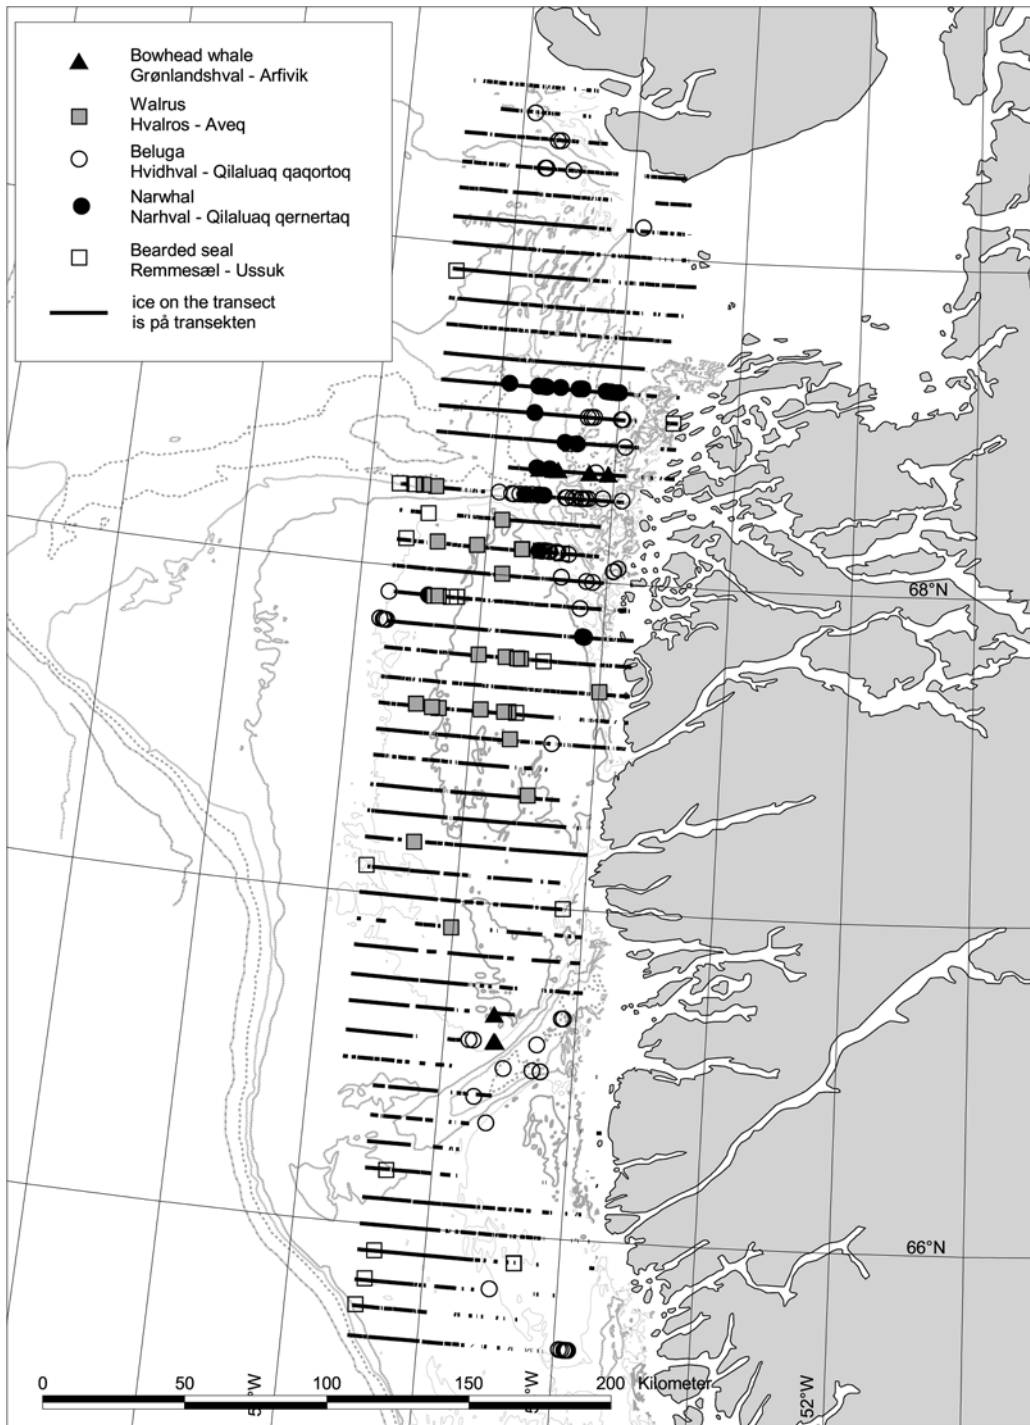 Bowhead whale
Grønlandshval - Arfivik
Walrus
Hvalros - Aveq
Beluga
Hvidhval - Qilaluaq qaqortoq
Narwhal
Narhval - Qilaluaq qernertaq
Bearded seal
Remmesæl - Ussuk
ice on the transect
is på transekten
68°N
66°N
0 50 100 150 200 Kilometer
52°W